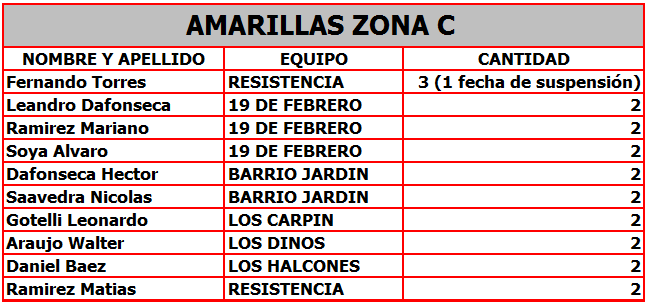 AMARILLAS ZONA C
NOMBRE Y APELLIDO EQUIPO CANTIDAD
Fernando Torres RESISTENCIA 3 (1 fecha de suspensión)
Leandro Dafonseca 19 DE FEBRERO 2
Ramirez Mariano 19 DE FEBRERO 2
Soya Alvaro 19 DE FEBRERO 2
Dafonseca Hector BARRIO JARDIN 2
Saavedra Nicolas BARRIO JARDIN 2
Gotelli Leonardo LOS CARPIN 2
Araujo Walter LOS DINOS 2
Daniel Baez LOS HALCONES 2
Ramirez Matias RESISTENCIA 2